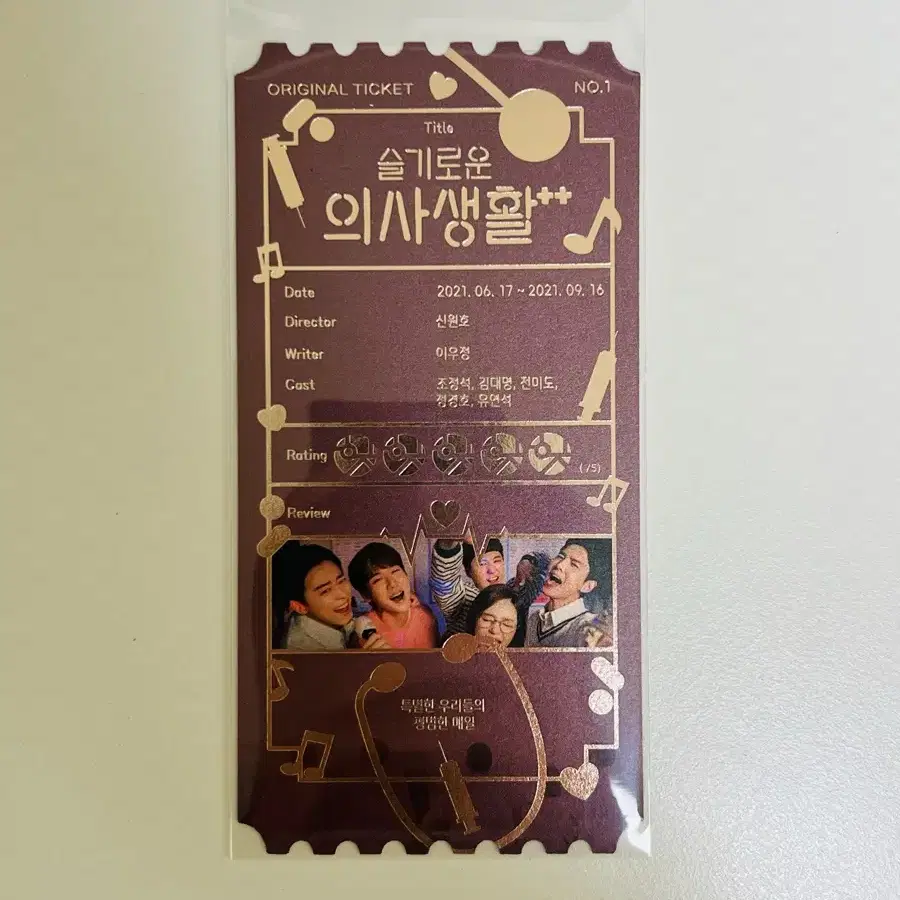 ORIGINAL TICKET
NO.1
Title
슬기로운
의사생활++
Date 2021. 06. 17 ~ 2021. 09. 16
Director 신원호
Writer 이우정
Cast 조정석, 김대명, 전미도,
정경호, 유연석
Rating (/5)
Review
특별한 우리들의
평범한 매일